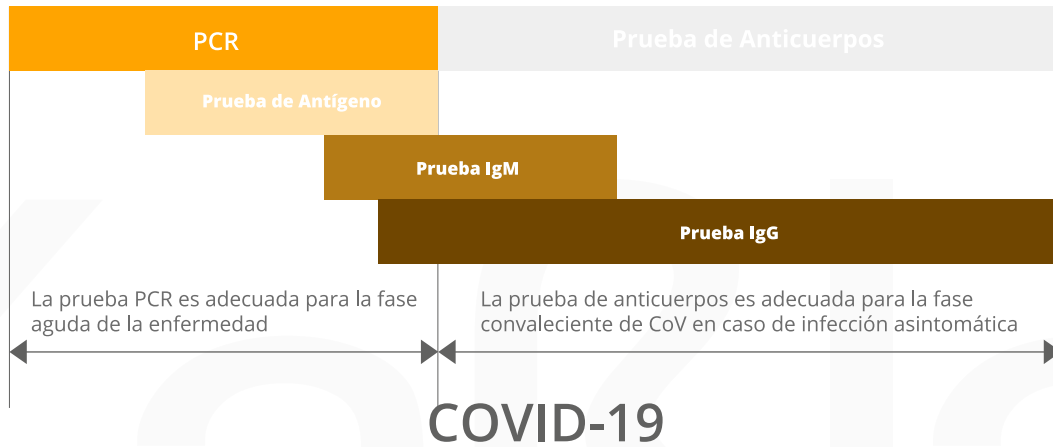 PCR
Prueba de Anticuerpos
Prueba de Antígeno
Prueba IgM
Prueba IgG
La prueba PCR es adecuada para la fase
aguda de la enfermedad
La prueba de anticuerpos es adecuada para la fase
convaleciente de CoV en caso de infección asintomática
COVID-19